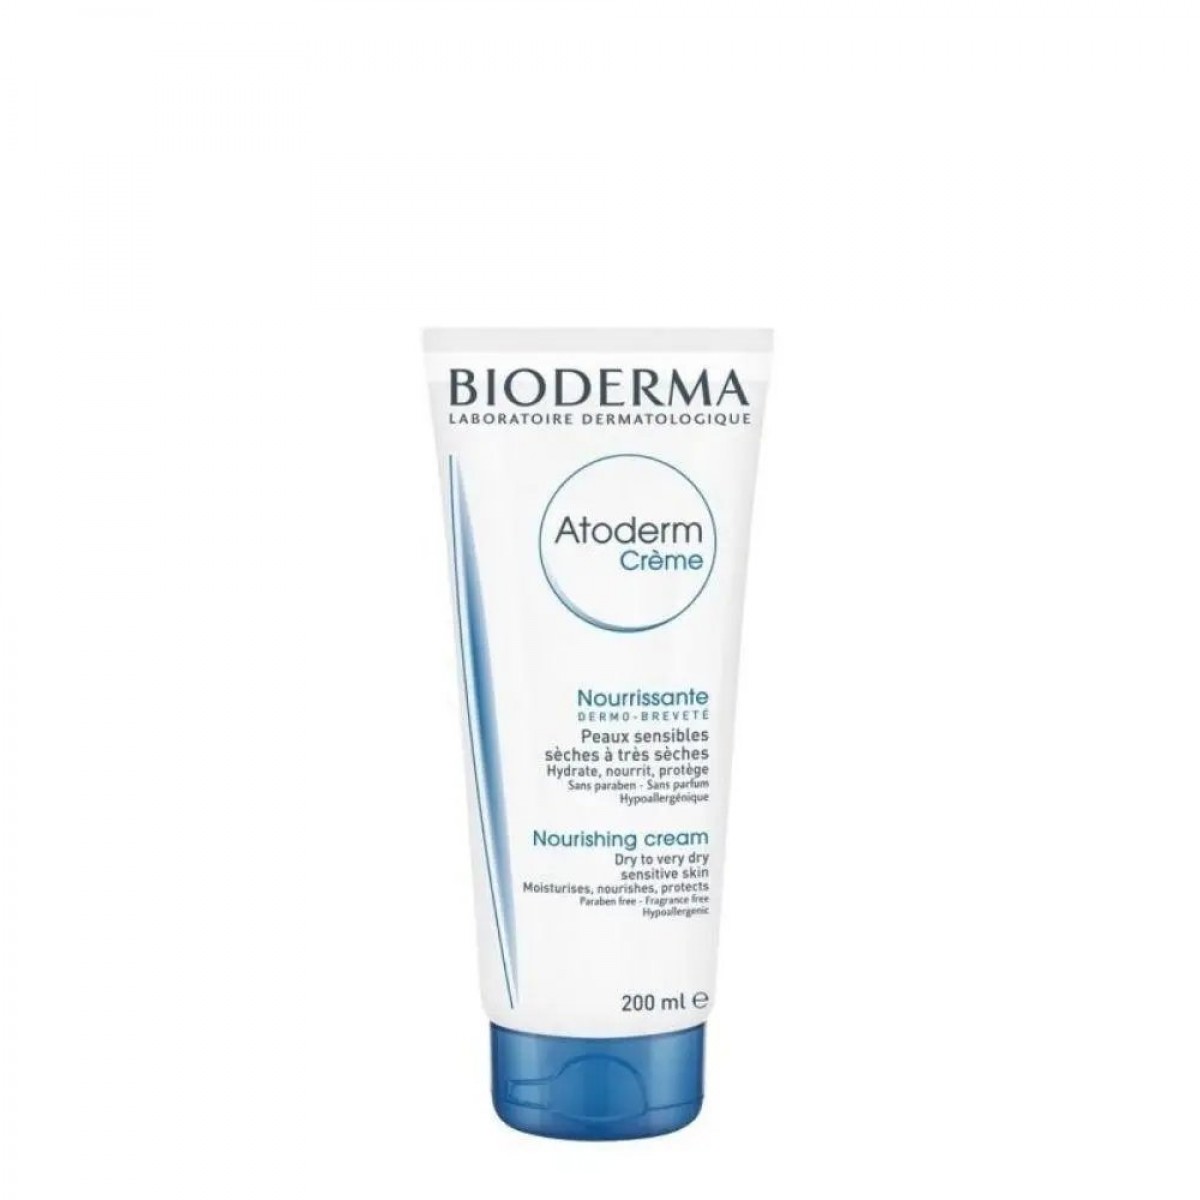 BIODERMA
LABORATOIRE DERMATOLOGIQUE
Atoderm
Crème
Nourrissante
DERMO-BREVETÉ
Peaux sensibles
sèches à très sèches
Hydrate, nourrit, protège
Sans paraben - Sans parfum
Hypoallergénique
Nourishing cream
Dry to very dry
sensitive skin
Moisturises, nourishes, protects
Paraben free - Fragrance free
Hypoallergenic
200 ml ℮